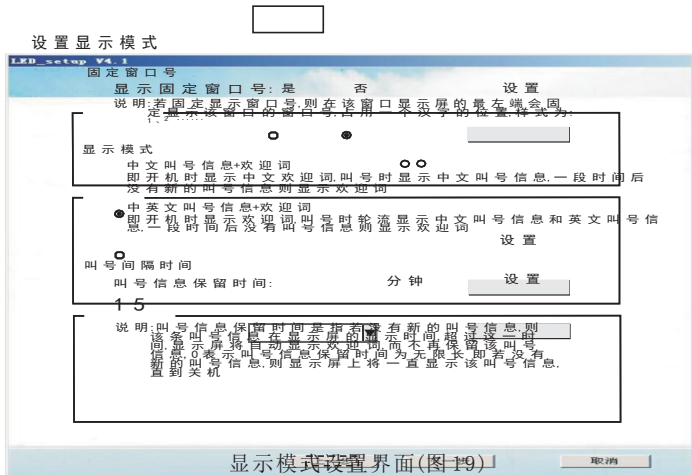 设置显示模式
LED_setup V4.1
固定窗口号
显示固定窗口号:是 否 设置
说明:若固定显示窗口号,则在该窗口显示屏的最左端会固
定显示该窗口的窗口号,占用一个汉字的位置,样式为:
1、2 ……
显示模式
中文叫号信息+欢迎词
即开机时显示中文欢迎词,叫号时显示中文叫号信息,一段时间后
没有新的叫号信息则显示欢迎词
中英文叫号信息+欢迎词
即开机时显示欢迎词,叫号时轮流显示中文叫号信息和英文叫号信
息,一段时间后没有叫号信息则显示欢迎词
设置
叫号间隔时间
叫号信息保留时间: 分钟 设置
15
说明:叫号信息保留时间是指若没有新的叫号信息,则
该条叫号信息在显示屏的显示时间,超过这一时
间,显示屏将自动显示欢迎词,而不再保留该叫号
信息,0表示叫号信息保留时间为无限长即若没有
新的叫号信息,则显示屏上将一直显示该叫号信息,
直到关机
显示模式设置界面(图19)
取消